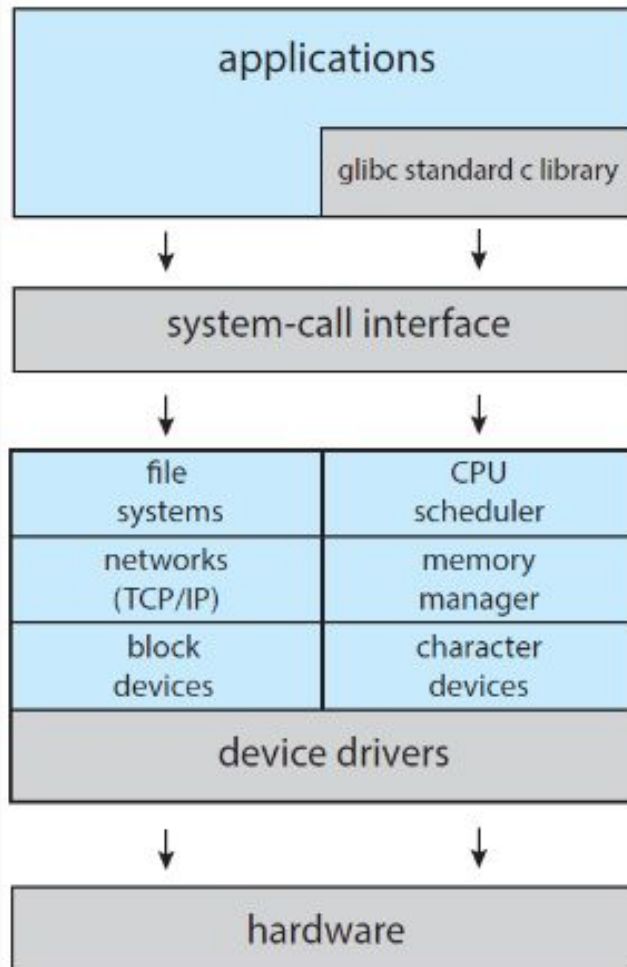 applications
glibc standard c library
system-call interface
file
systems
CPU
scheduler
networks
(TCP/IP)
memory
manager
block
devices
character
devices
device drivers
hardware